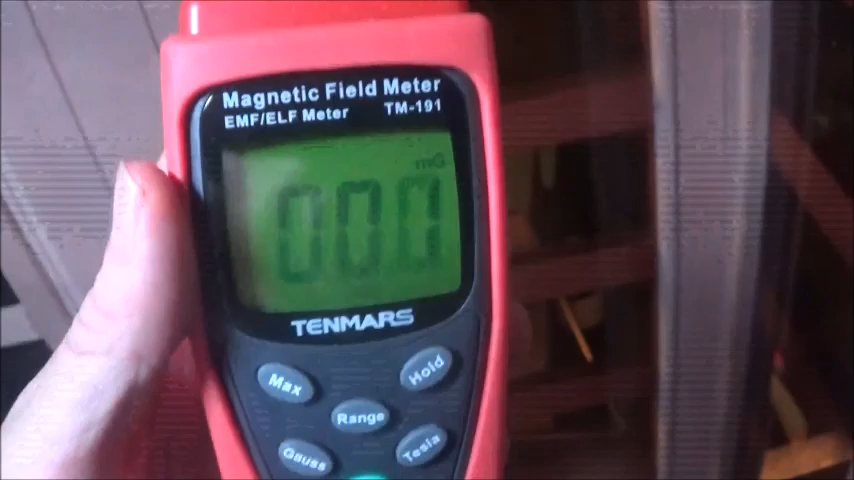 Magnetic Field Meter
EMF/ELF Meter TM-191
mG
000
TENMARS
Max Hold
Range
Gauss Tesla